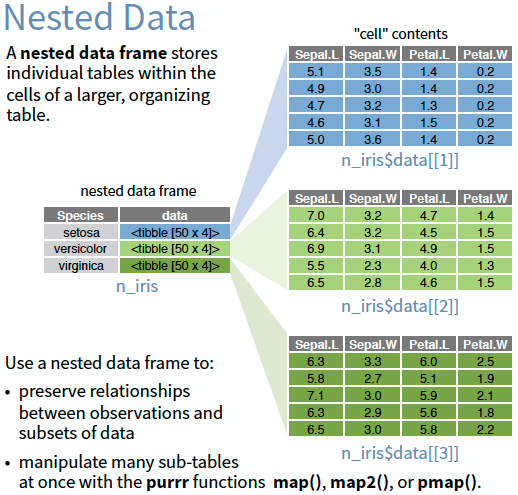 Nested Data
A nested data frame stores
individual tables within the
cells of a larger, organizing
table.
"cell" contents
Sepal.L Sepal.W Petal.L Petal.W
5.1 3.5 1.4 0.2
4.9 3.0 1.4 0.2
4.7 3.2 1.3 0.2
4.6 3.1 1.5 0.2
5.0 3.6 1.4 0.2
n_iris$data[[1]]
nested data frame
Species data
setosa <tibble [50 x 4]>
versicolor <tibble [50 x 4]>
virginica <tibble [50 x 4]>
n_iris
Sepal.L Sepal.W Petal.L Petal.W
7.0 3.2 4.7 1.4
6.4 3.2 4.5 1.5
6.9 3.1 4.9 1.5
5.5 2.3 4.0 1.3
6.5 2.8 4.6 1.5
n_iris$data[[2]]
Sepal.L Sepal.W Petal.L Petal.W
6.3 3.3 6.0 2.5
5.8 2.7 5.1 1.9
7.1 3.0 5.9 2.1
6.3 2.9 5.6 1.8
6.5 3.0 5.8 2.2
n_iris$data[[3]]
Use a nested data frame to:
• preserve relationships
between observations and
subsets of data
• manipulate many sub-tables
at once with the purrr functions map(), map2(), or pmap().